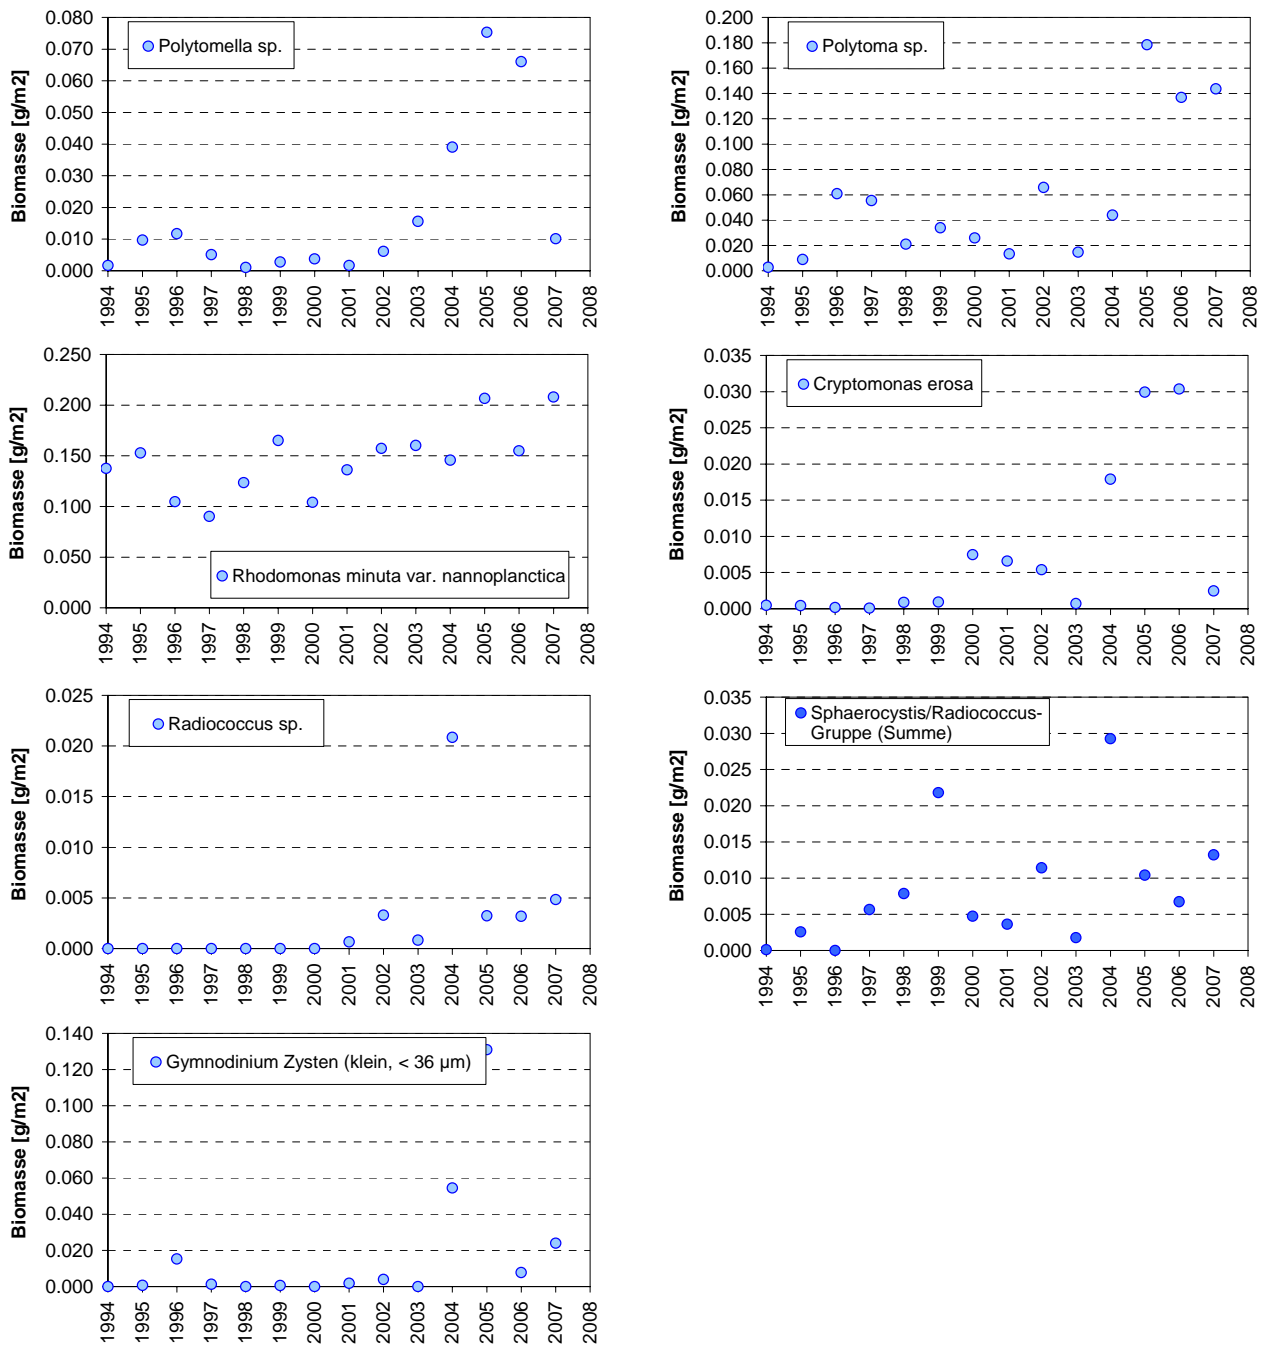 Biomasse [g/m2]
0.080
0.070
0.060
0.050
0.040
0.030
0.020
0.010
0.000
Polytomella sp.
1994 1995 1996 1997 1998 1999 2000 2001 2002 2003 2004 2005 2006 2007 2008
Biomasse [g/m2]
0.200
0.180
0.160
0.140
0.120
0.100
0.080
0.060
0.040
0.020
0.000
Polytoma sp.
1994 1995 1996 1997 1998 1999 2000 2001 2002 2003 2004 2005 2006 2007 2008
Biomasse [g/m2]
0.250
0.200
0.150
0.100
0.050
0.000
Rhodomonas minuta var. nannoplanctica
1994 1995 1996 1997 1998 1999 2000 2001 2002 2003 2004 2005 2006 2007 2008
Biomasse [g/m2]
0.035
0.030
0.025
0.020
0.015
0.010
0.005
0.000
Cryptomonas erosa
1994 1995 1996 1997 1998 1999 2000 2001 2002 2003 2004 2005 2006 2007 2008
Biomasse [g/m2]
0.025
0.020
0.015
0.010
0.005
0.000
Radiococcus sp.
1994 1995 1996 1997 1998 1999 2000 2001 2002 2003 2004 2005 2006 2007 2008
Biomasse [g/m2]
0.035
0.030
0.025
0.020
0.015
0.010
0.005
0.000
Sphaerocystis/Radiococcus-
Gruppe (Summe)
1994 1995 1996 1997 1998 1999 2000 2001 2002 2003 2004 2005 2006 2007 2008
Biomasse [g/m2]
0.140
0.120
0.100
0.080
0.060
0.040
0.020
0.000
Gymnodinium Zysten (klein, < 36 µm)
1994 1995 1996 1997 1998 1999 2000 2001 2002 2003 2004 2005 2006 2007 2008